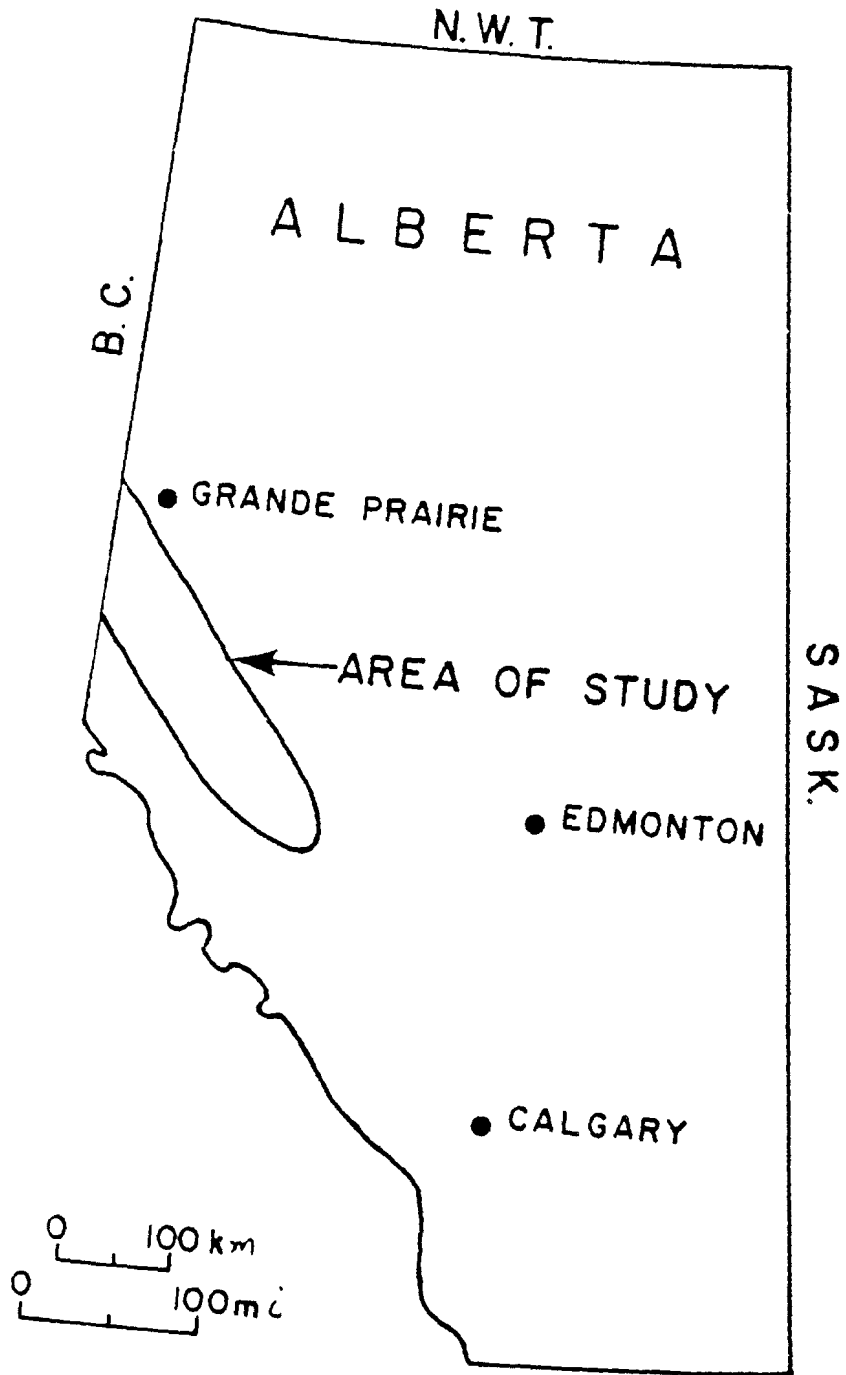 N. W. T.
ALBERTA
B. C.
GRANDE PRAIRIE
AREA OF STUDY
SASK.
EDMONTON
CALGARY
0 100 km
0 100 mi